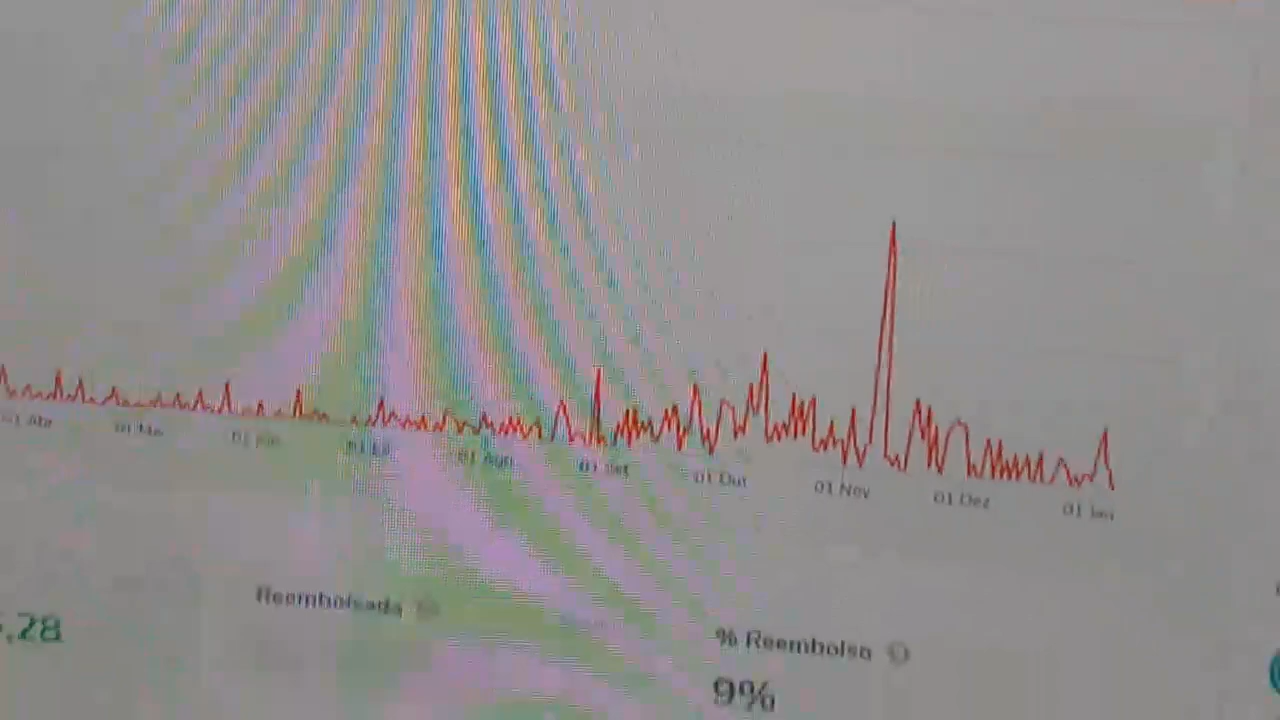 01 Abr 01 Mai 01 Jun 01 Jul 01 Ago 01 Set 01 Out 01 Nov 01 Dez 01 Jan
Reembolsada
,28
% Reembolso
9%